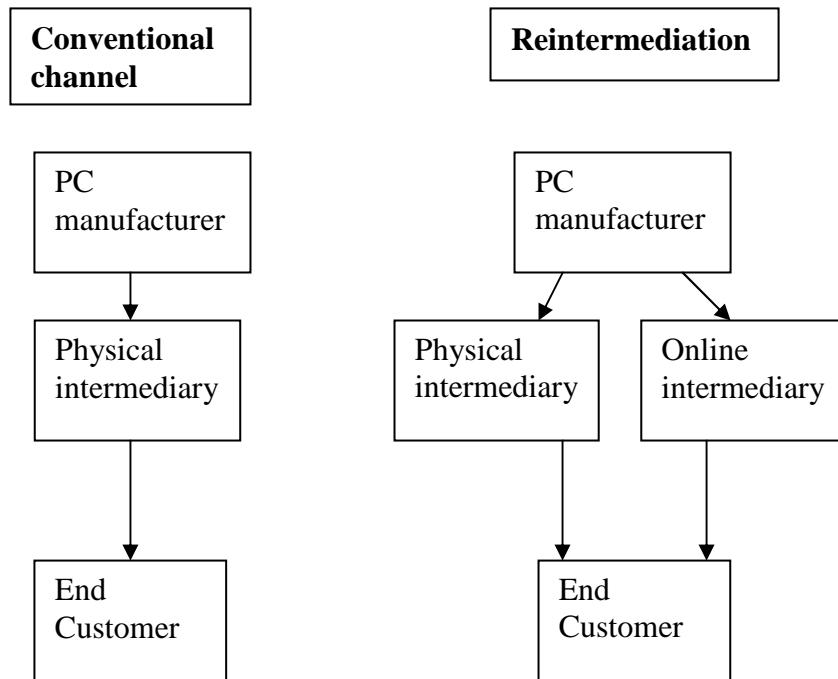 Conventional
channel
PC
manufacturer
Physical
intermediary
End
Customer
Reintermediation
PC
manufacturer
Physical
intermediary
Online
intermediary
End
Customer